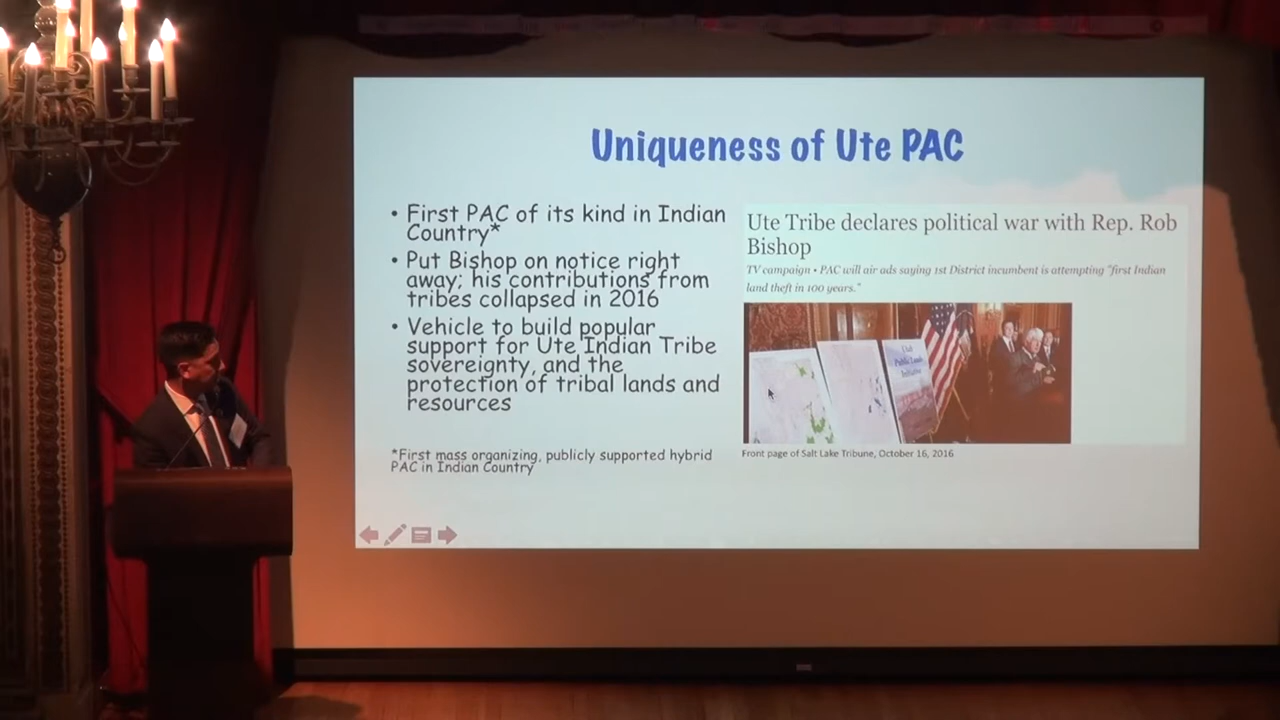 Uniqueness of Ute PAC
• First PAC of its kind in Indian
Country*
• Put Bishop on notice right
away; his contributions from
tribes collapsed in 2016
• Vehicle to build popular
support for Ute Indian Tribe
sovereignty, and the
protection of tribal lands and
resources
*First mass organizing, publicly supported hybrid
PAC in Indian Country
Ute Tribe declares political war with Rep. Rob
Bishop
TV campaign • PAC will air ads saying 1st District incumbent is attempting "first Indian
land theft in 100 years."
Utah
Public Lands
Initiative
Front page of Salt Lake Tribune, October 16, 2016